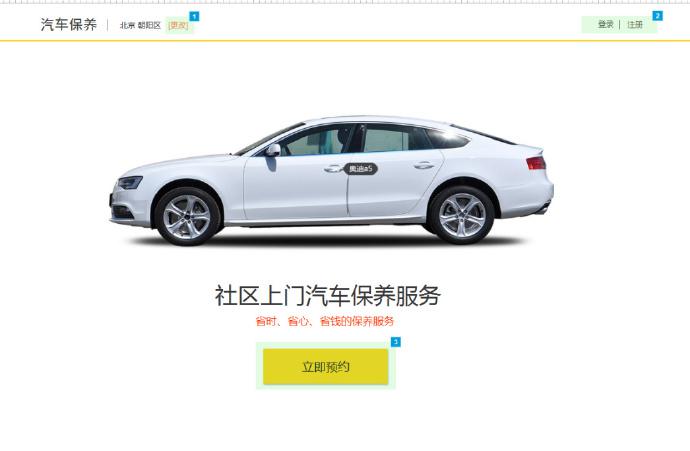 汽车保养 | 北京 朝阳区 [更改] 1
登录 | 注册 2
奥迪a5
社区上门汽车保养服务
省时、省心、省钱的保养服务
3
立即预约